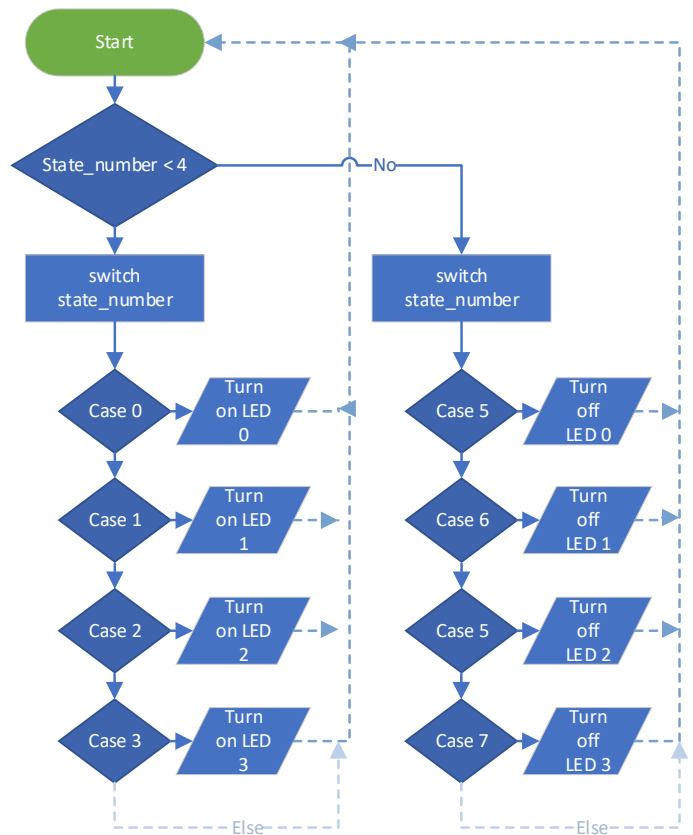 Start
State_number < 4
No
switch
state_number
switch
state_number
Case 0
Turn
on LED
0
Case 5
Turn
off
LED 0
Case 1
Turn
on LED
1
Case 6
Turn
off
LED 1
Case 2
Turn
on LED
2
Case 5
Turn
off
LED 2
Case 3
Turn
on LED
3
Case 7
Turn
off
LED 3
Else
Else